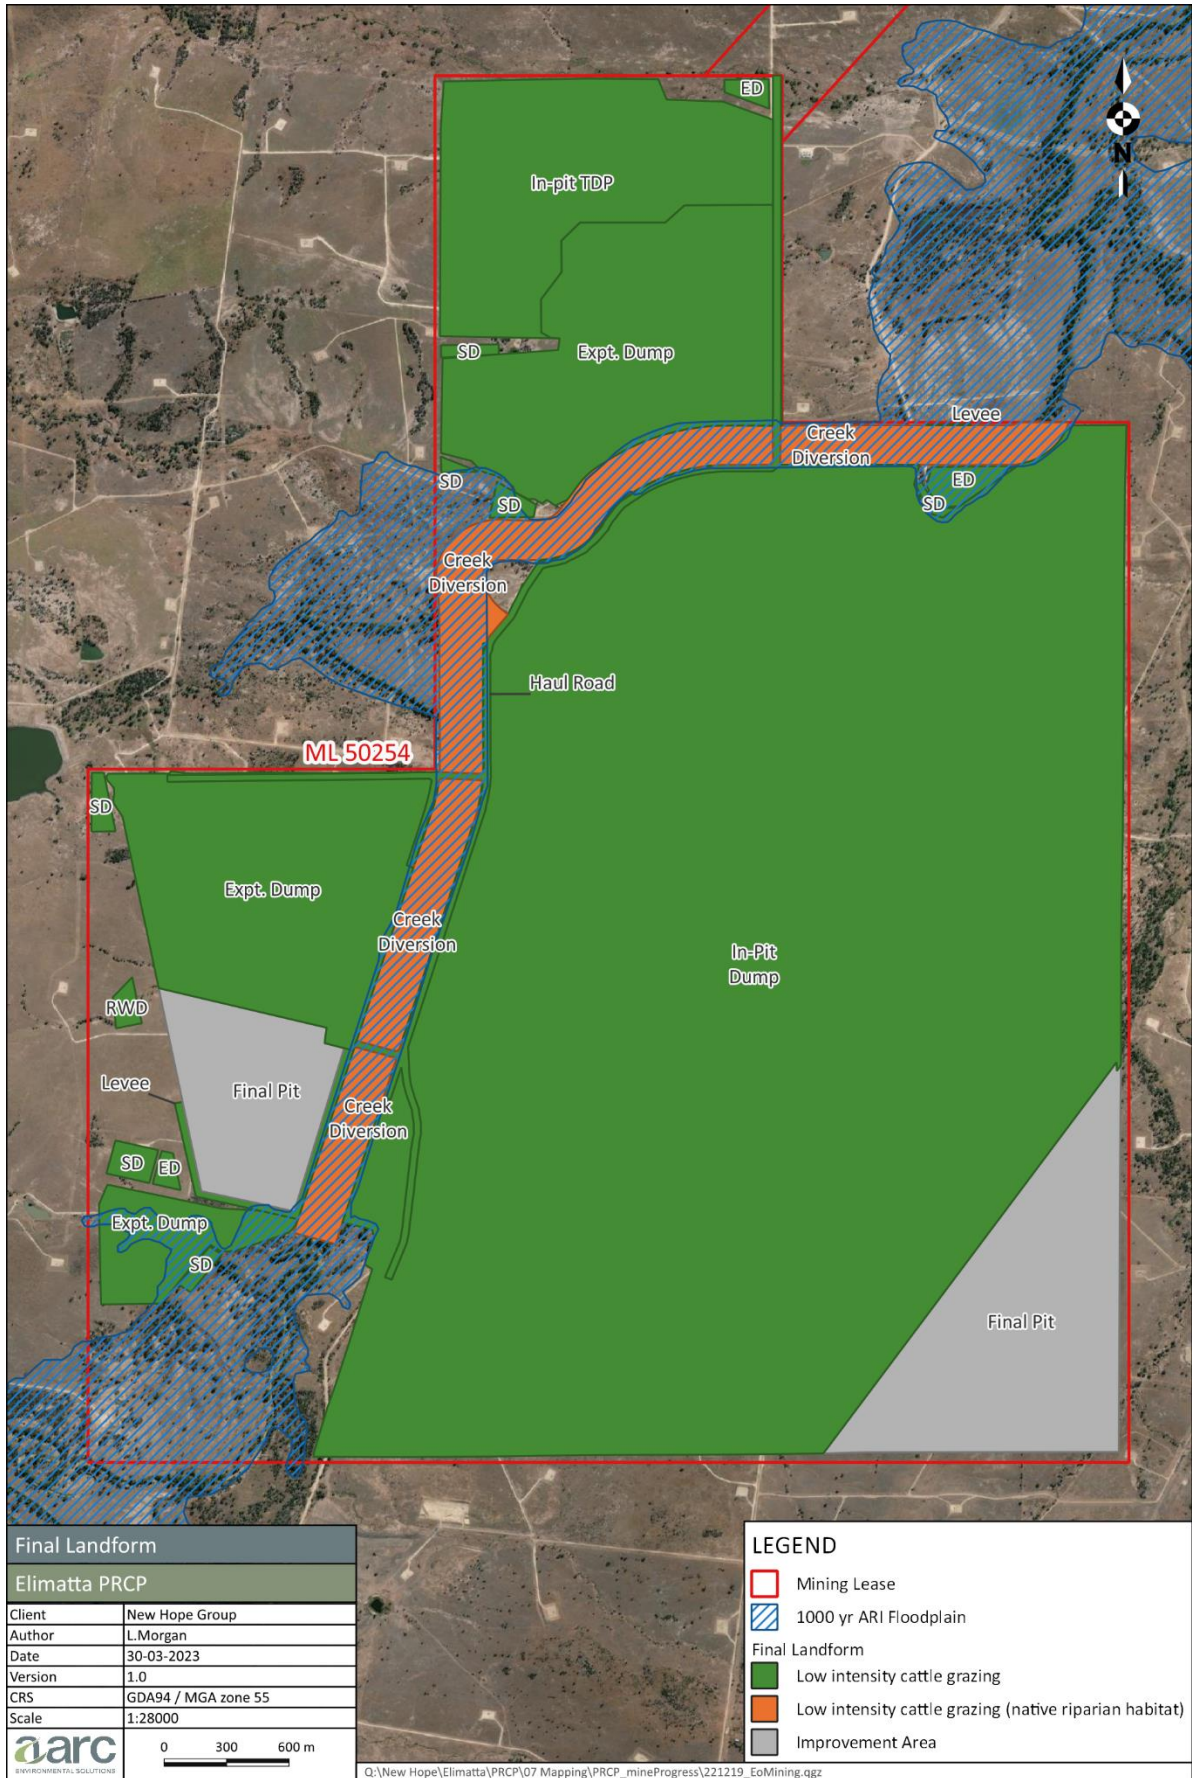 ED
In-pit TDP
N
SD
Expt. Dump
Levee
Creek
Diversion
SD
SD
ED
SD
Creek
Diversion
Haul Road
ML 50254
SD
Expt. Dump
Creek
Diversion
In-Pit
Dump
RWD
Levee
Final Pit
Creek
Diversion
SD
ED
Expt. Dump
SD
Final Pit
Final Landform
Elimatta PRCP
Client New Hope Group
Author L.Morgan
Date 30-03-2023
Version 1.0
CRS GDA94 / MGA zone 55
Scale 1:28000
aarc
ENVIRONMENTAL SOLUTIONS
0 300 600 m
LEGEND
Mining Lease
1000 yr ARI Floodplain
Final Landform
Low intensity cattle grazing
Low intensity cattle grazing (native riparian habitat)
Improvement Area
Q:\New Hope\Elimatta\PRCP\07 Mapping\PRCP_mineProgress\221219_EoMining.qgz